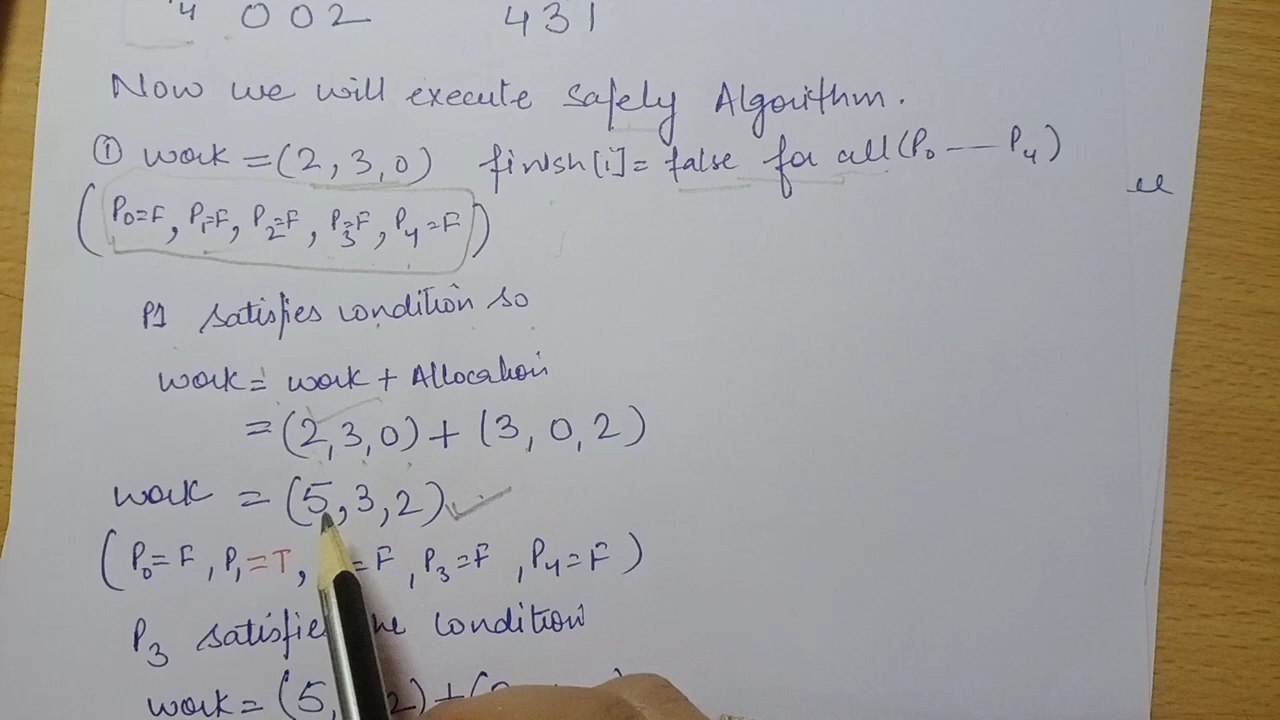 4 0 0 2 4 3 1
Now we will execute Safely Algorithm.
① work = (2, 3, 0) finish[i] = false for all (P0 — P4)
(P0=F, P1=F, P2=F, P3=F, P4=F)
P1 satisfies condition so
work = work + Allocation
= (2,3,0) + (3, 0, 2)
work = (5,3,2)
(P0=F, P1=T, =F, P3=F, P4=F)
P3 condition
work = (5, 2) + (